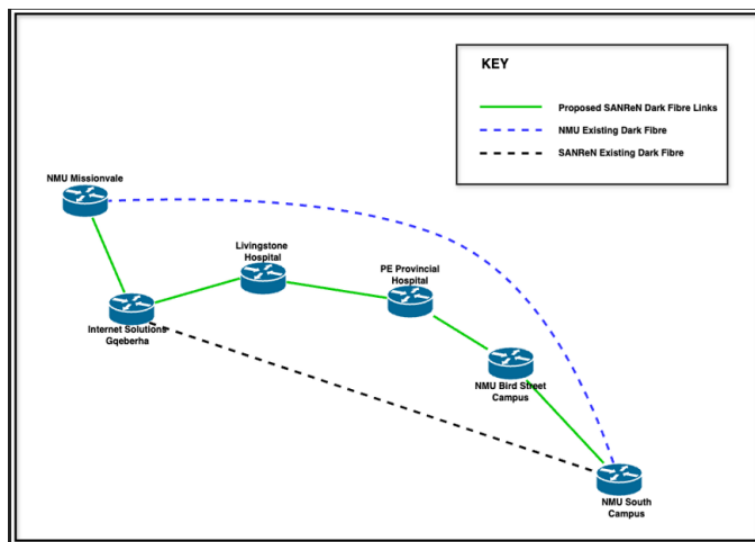 KEY
Proposed SANReN Dark Fibre Links
NMU Existing Dark Fibre
SANReN Existing Dark Fibre
NMU Missionvale
Livingstone
Hospital
PE Provincial
Hospital
Internet Solutions
Gqeberha
NMU Bird Street
Campus
NMU South
Campus